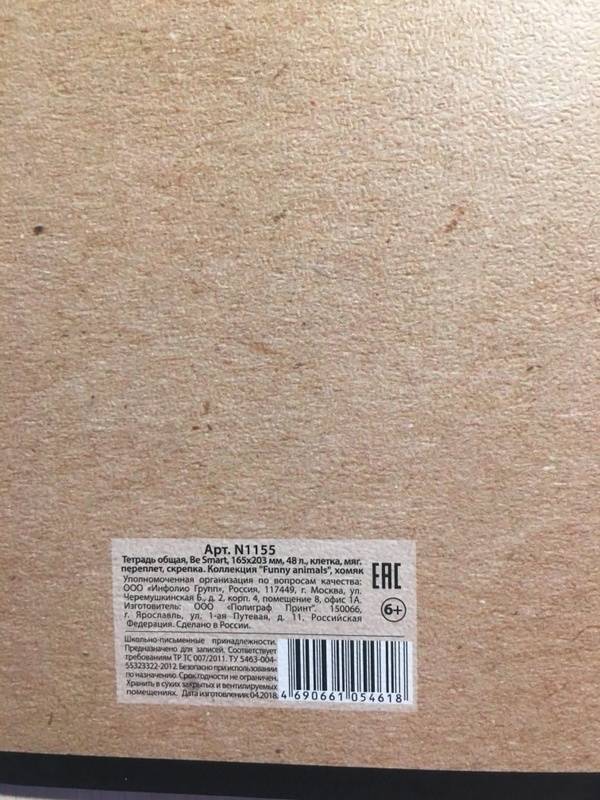 Арт. N1155
Тетрадь общая, Be Smart, 165х203 мм, 48 л., клетка, мяг.
переплет, скрепка. Коллекция "Funny animals", хомяк
EAC
Уполномоченная организация по вопросам качества:
ООО «Инфолио Групп», Россия, 117449, г. Москва, ул.
Черемушкинская Б., д. 2, корп. 4, помещение 8, офис 1А.
Изготовитель: ООО «Полиграф Принт». 150066,
г. Ярославль, ул. 1-ая Путевая, д. 11. Российская
Федерация. Сделано в России.
6+
Школьно-письменные принадлежности.
Предназначено для записей. Соответствует
требованиям ТР ТС 007/2011. ТУ 5463-004-
55323322-2012. Безопасно при использовании
по назначению. Срок годности не ограничен.
Хранить в сухих закрытых и вентилируемых
помещениях. Дата изготовления: 04.2018
4 690661 054618